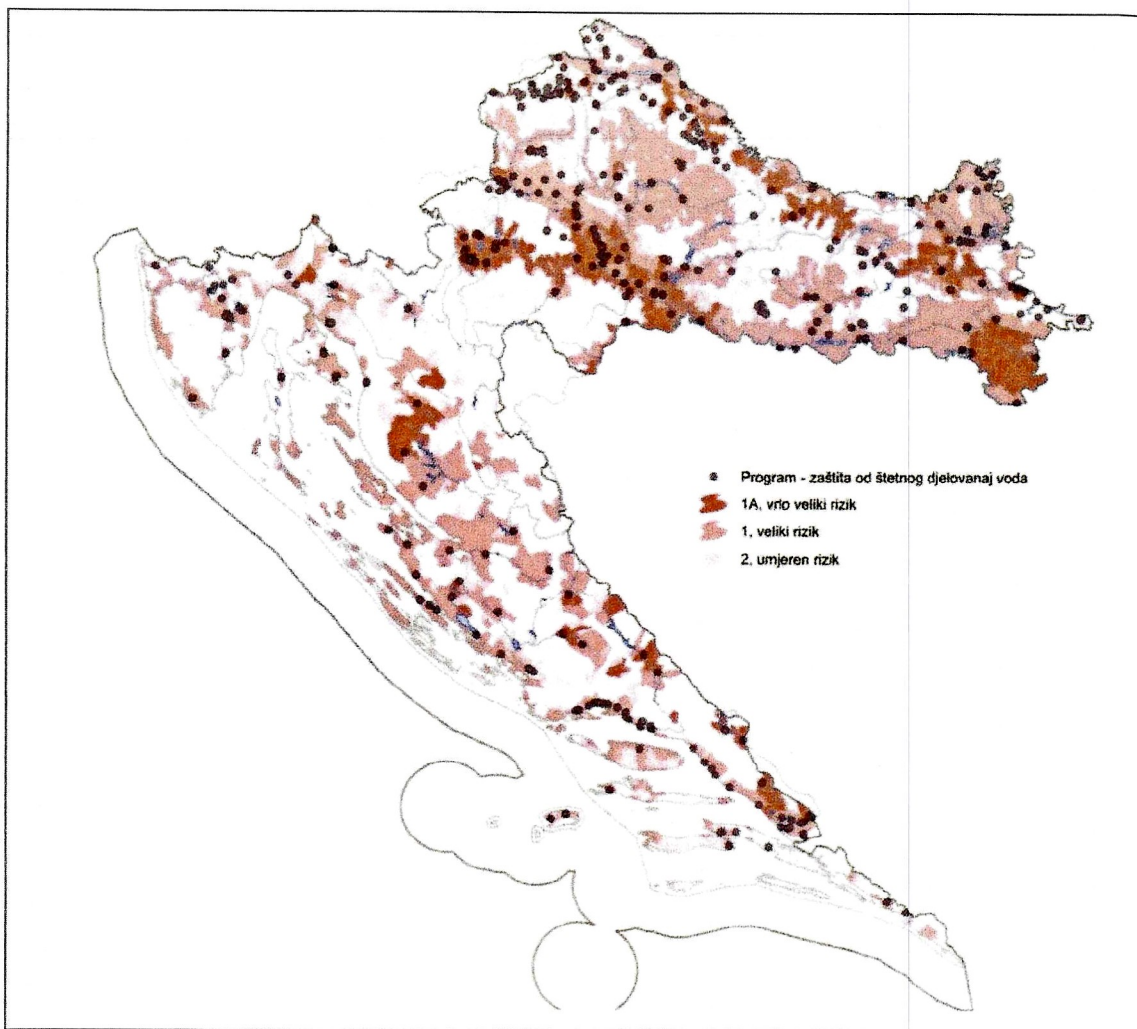 Program - zaštita od štetnog djelovanaj voda
1A, vrlo veliki rizik
1, veliki rizik
2, umjeren rizik